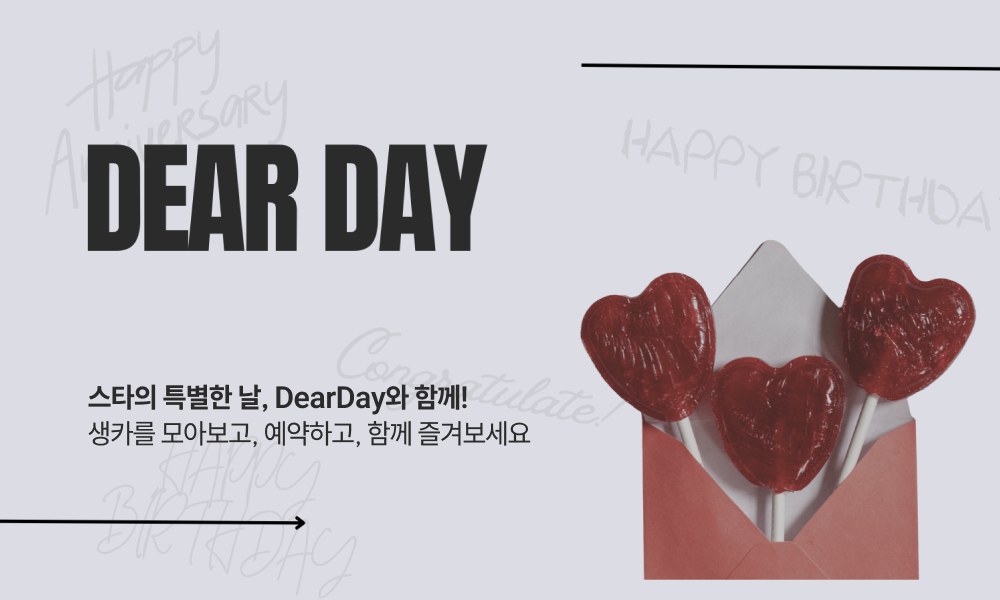 Happy
Anniversary
DEAR DAY
HAPPY BIRTHDA
Congratulate!
스타의 특별한 날, DearDay와 함께!
생카를 모아보고, 예약하고, 함께 즐겨보세요
HAPPY
BIRTHDAY